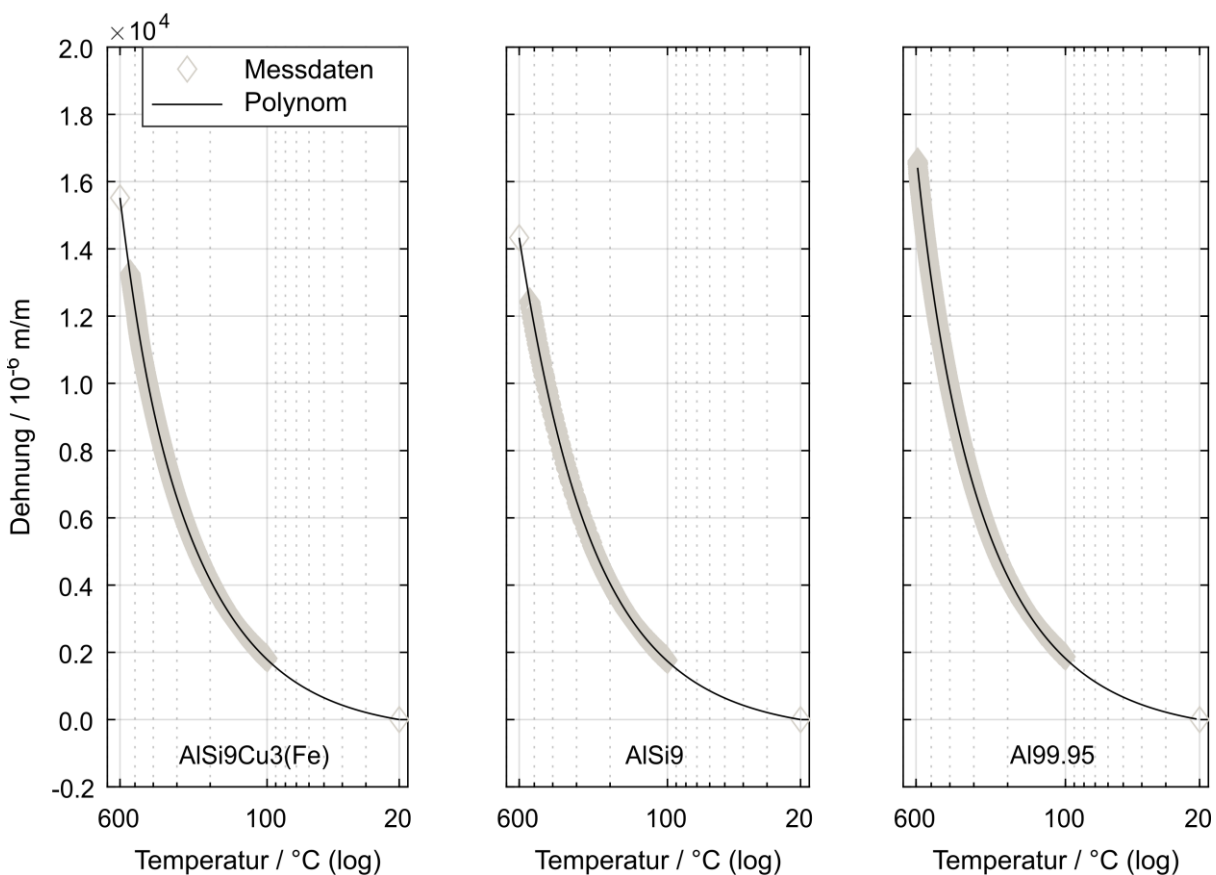 ×10⁴
2.0
1.8
1.6
1.4
1.2
1.0
0.8
0.6
0.4
0.2
0.0
-0.2
Dehnung / 10⁻⁶ m/m
Messdaten
Polynom
AlSi9Cu3(Fe)
600 100 20
Temperatur / °C (log)
AlSi9
600 100 20
Temperatur / °C (log)
Al99.95
600 100 20
Temperatur / °C (log)